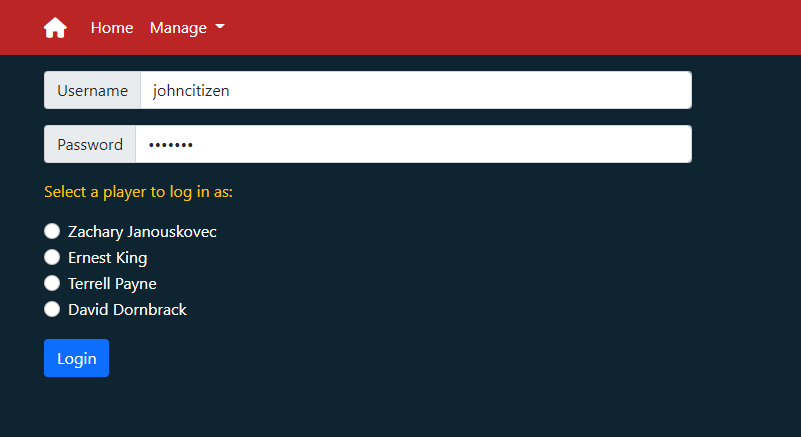 Home Manage
Username johncitizen
Password •••••••
Select a player to log in as:
Zachary Janouskovec
Ernest King
Terrell Payne
David Dornbrack
Login